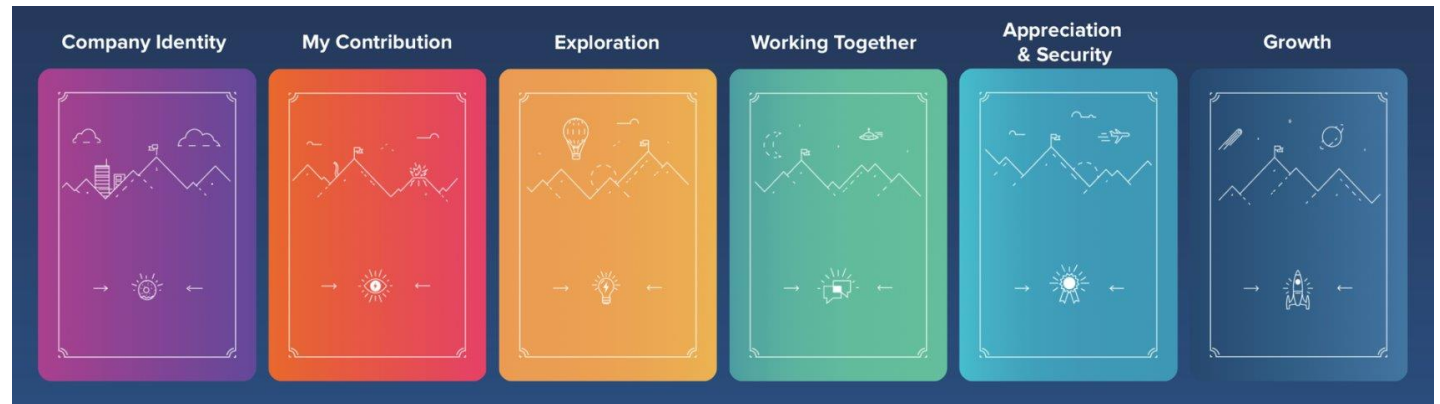 Company Identity
My Contribution
Exploration
Working Together
Appreciation
& Security
Growth